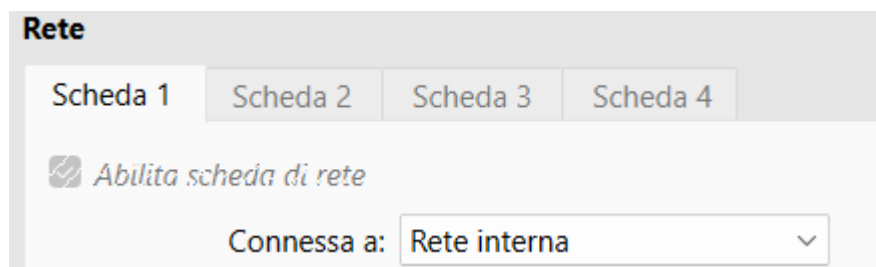 Rete
Scheda 1 Scheda 2 Scheda 3 Scheda 4
Abilita scheda di rete
Connessa a: Rete interna